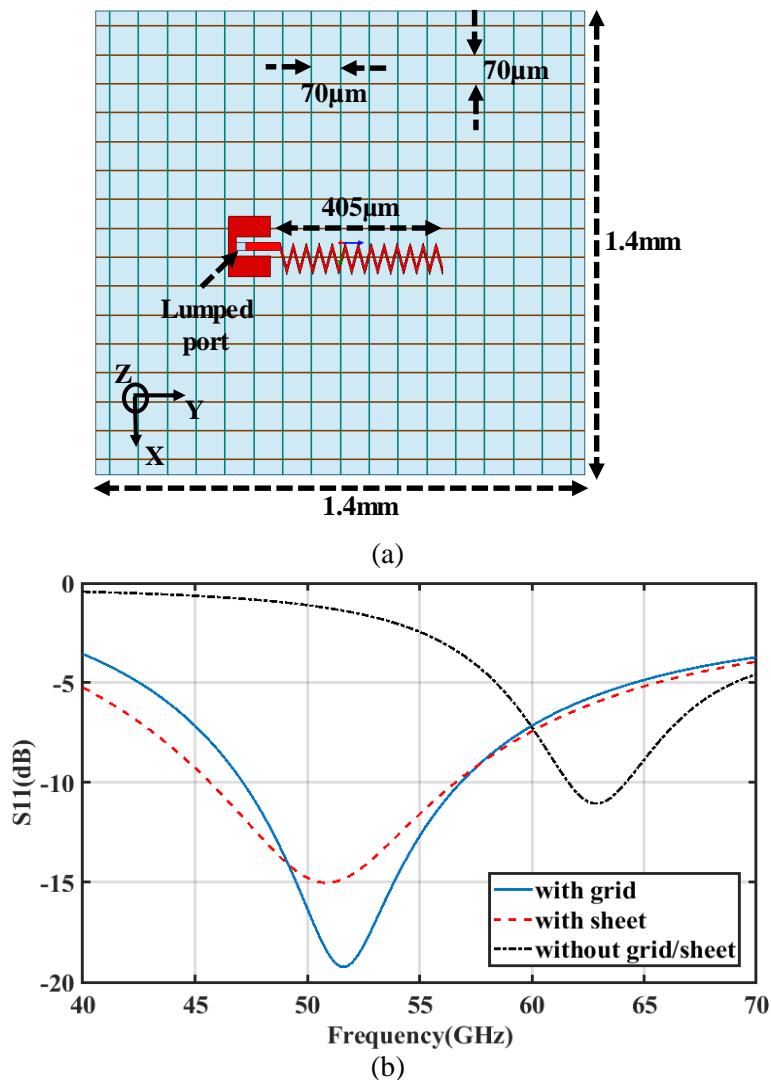 70µm
70µm
405µm
1.4mm
Lumped
port
Z
Y
X
1.4mm
(a)
0
-5
-10
-15
-20
S11(dB)
with grid
with sheet
without grid/sheet
40
45
50
55
60
65
70
Frequency(GHz)
(b)